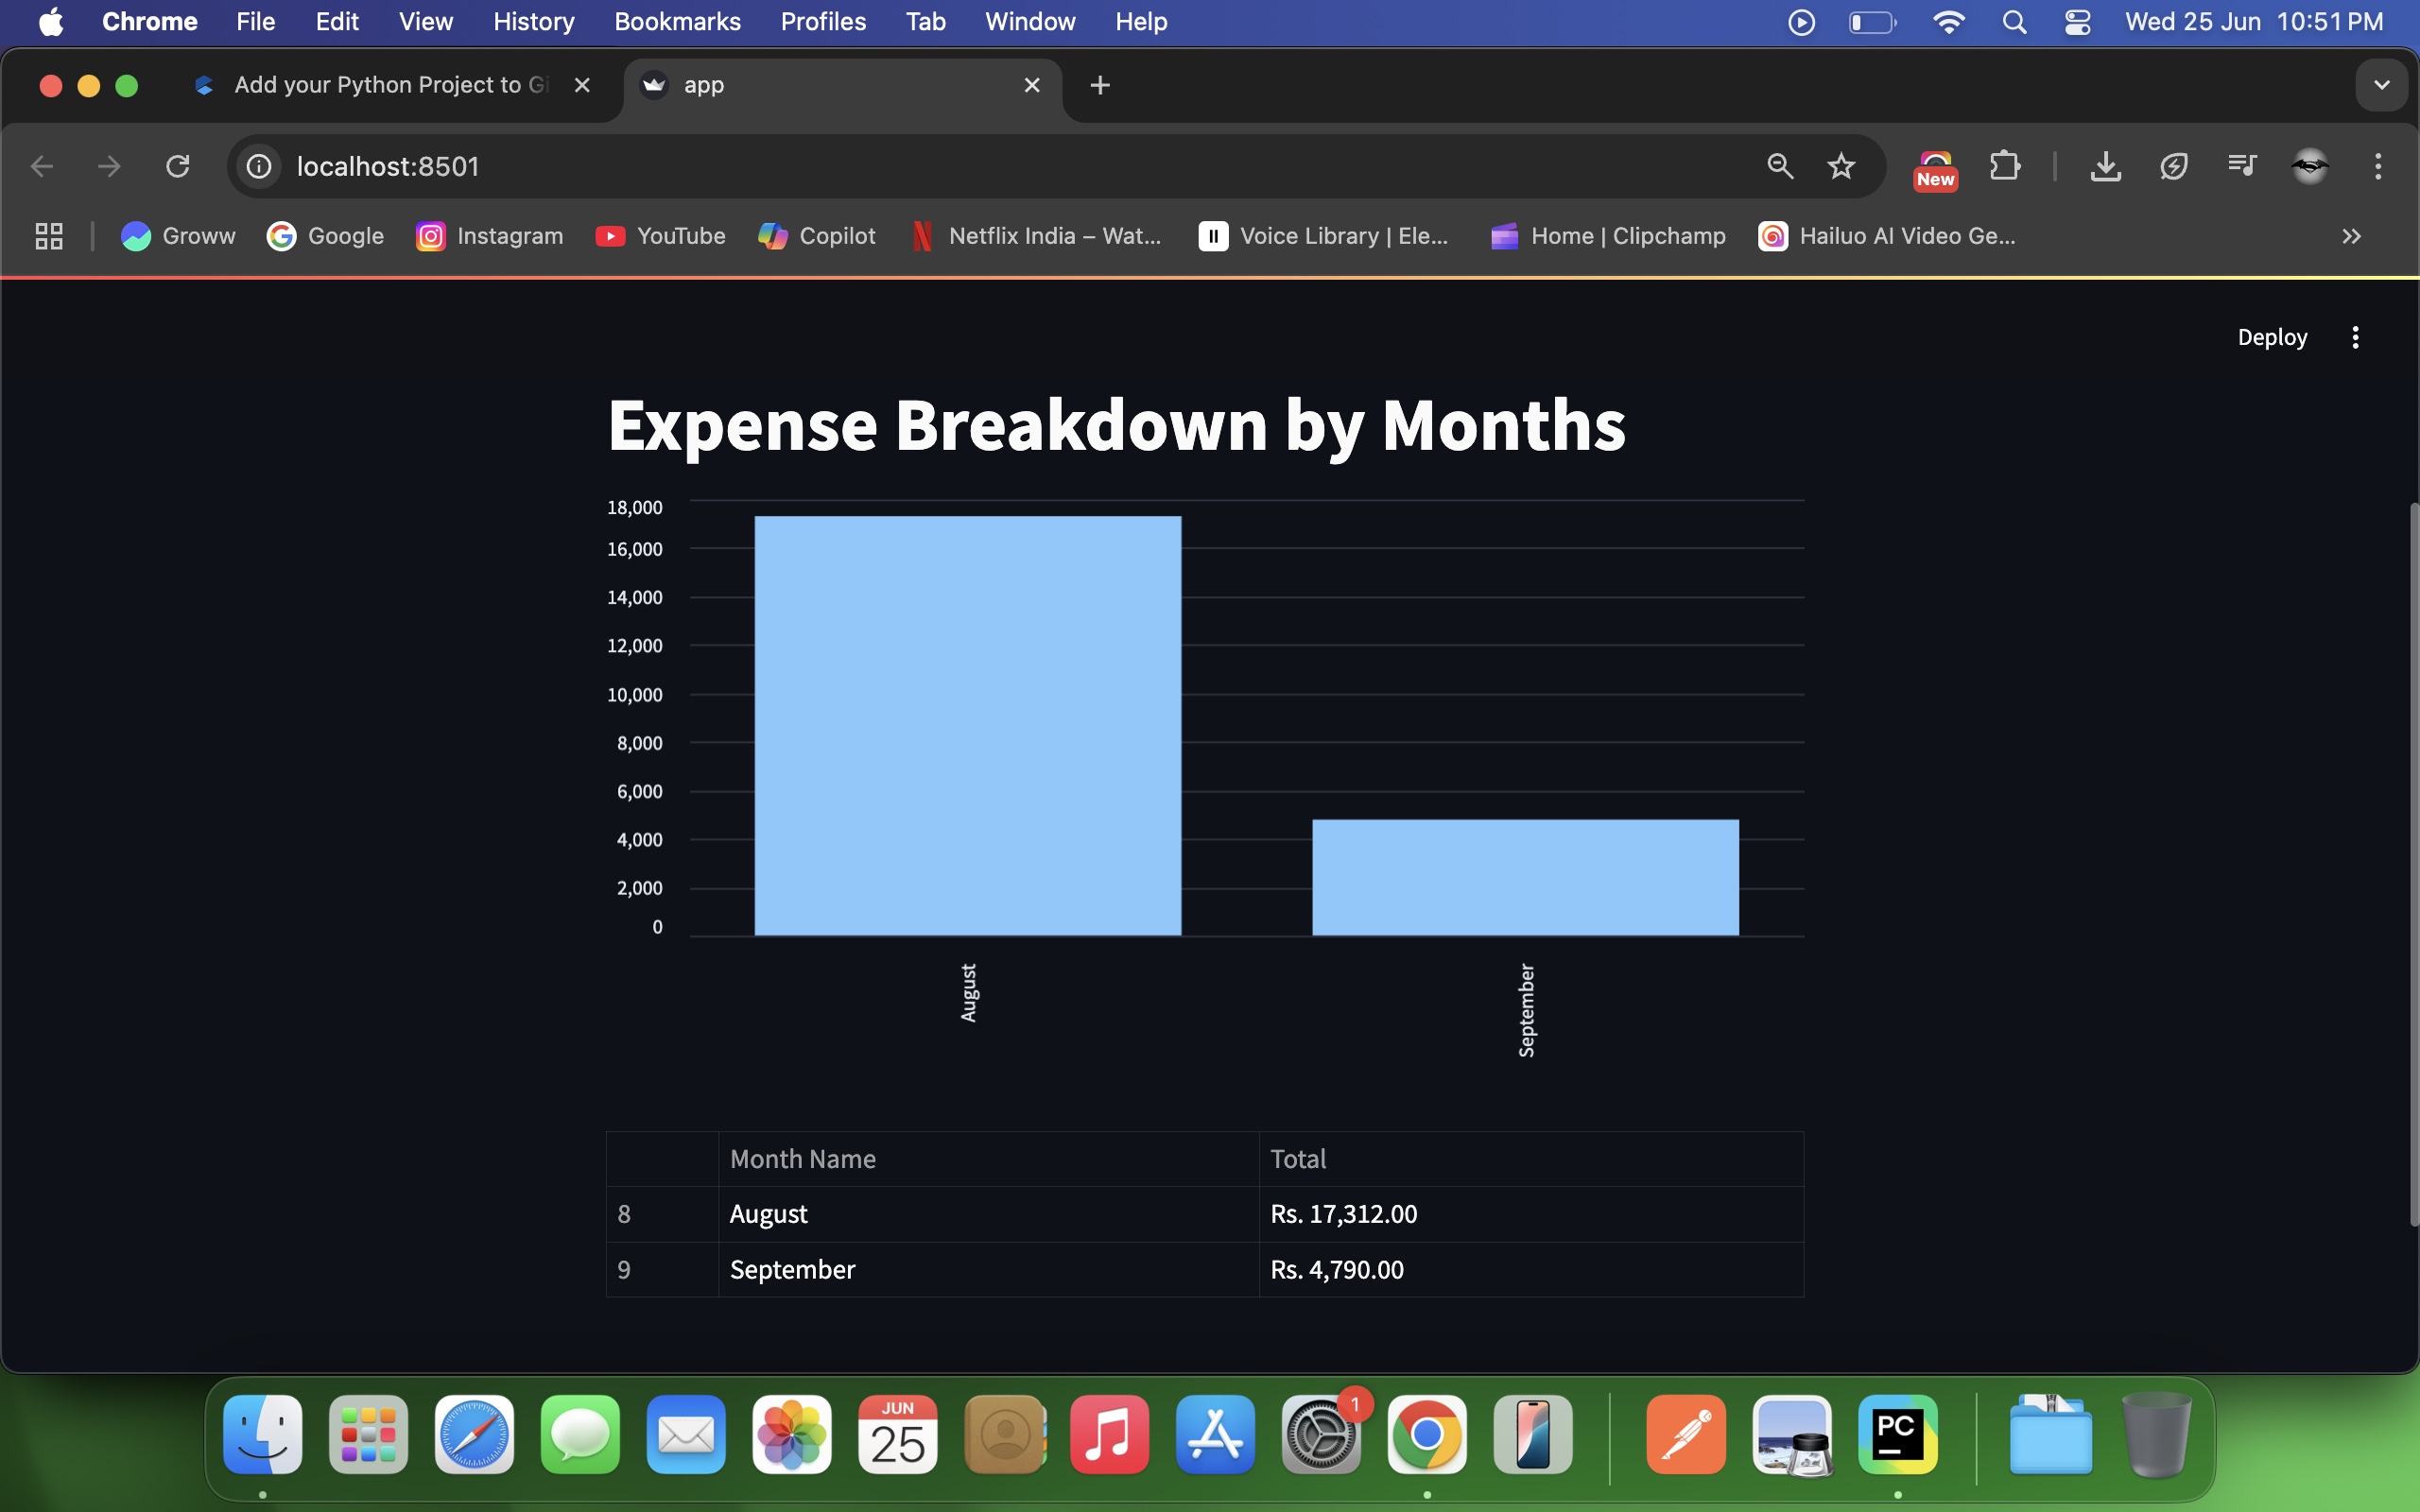 Chrome File Edit View History Bookmarks Profiles Tab Window Help Wed 25 Jun 10:51 PM
Add your Python Project to Gi
app
localhost:8501
New
Groww Google Instagram YouTube Copilot Netflix India – Wat... Voice Library | Ele... Home | Clipchamp Hailuo AI Video Ge...
Deploy
Expense Breakdown by Months
18,000
16,000
14,000
12,000
10,000
8,000
6,000
4,000
2,000
0
August
September
Month Name Total
8 August Rs. 17,312.00
9 September Rs. 4,790.00
JUN
25
1
PC